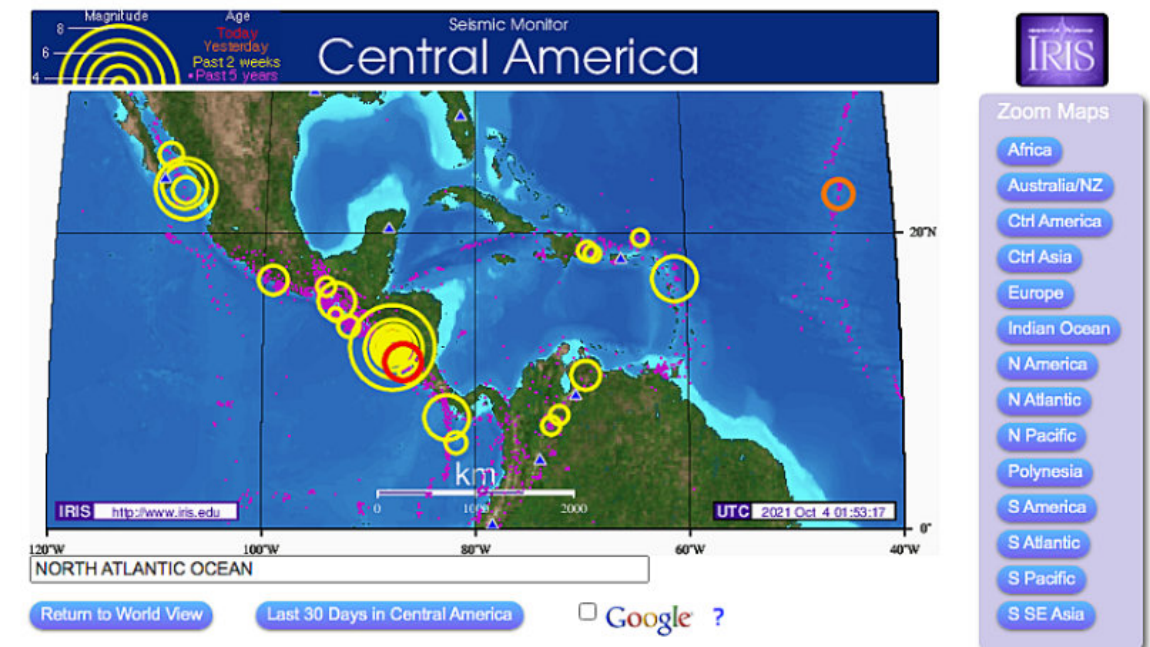 Magnitude
8
6
4
Age
Today
Yesterday
Past 2 weeks
•Past 5 years
Seismic Monitor
Central America
IRIS
Zoom Maps
Africa
Australia/NZ
Ctrl America
Ctrl Asia
Europe
Indian Ocean
N America
N Atlantic
N Pacific
Polynesia
S America
S Atlantic
S Pacific
S SE Asia
20°N
km
0 1000 2000
IRIS http://www.iris.edu
UTC 2021 Oct 4 01:53:17
0°
120°W 100°W 80°W 60°W 40°W
NORTH ATLANTIC OCEAN
Return to World View
Last 30 Days in Central America
Google ?